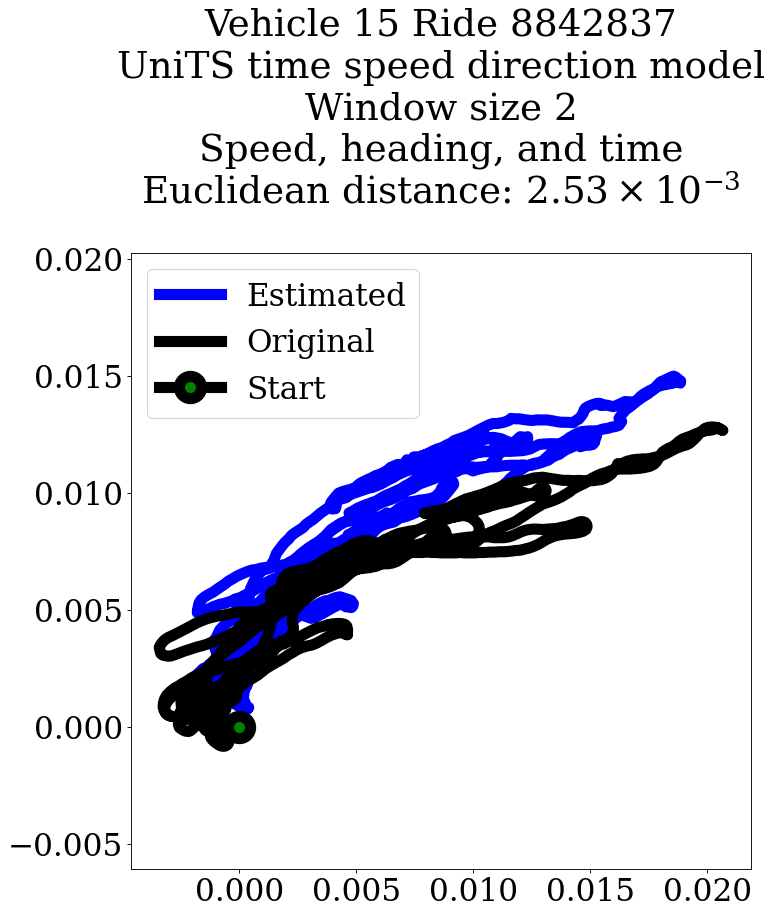 Vehicle 15 Ride 8842837
UniTS time speed direction model
Window size 2
Speed, heading, and time
Euclidean distance: 2.53 × 10⁻³
0.020
0.015
0.010
0.005
0.000
−0.005
Estimated
Original
Start
0.000 0.005 0.010 0.015 0.020